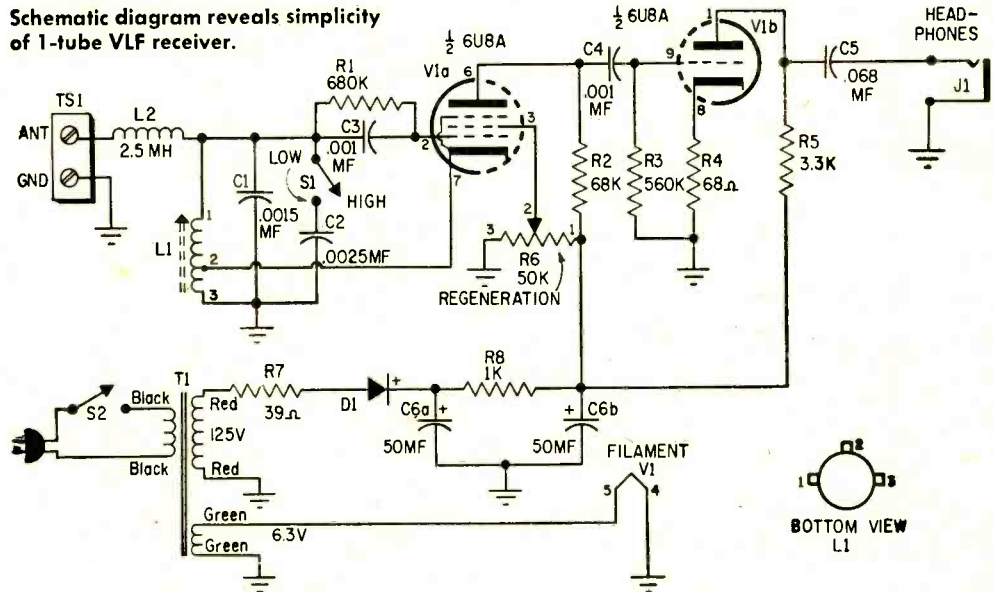 Schematic diagram reveals simplicity
of 1-tube VLF receiver.
½ 6U8A
V1a
6
3
2
7
½ 6U8A
V1b
1
9
8
HEAD-
PHONES
J1
TS1
ANT
GND
L2
2.5 MH
R1
680K
C3
.001
MF
LOW
S1
HIGH
C1
.0015
MF
C2
.0025MF
L1
1
2
3
C4
.001
MF
C5
.068
MF
R2
68K
R3
560K
R4
68Ω
R5
3.3K
3
2
1
R6
50K
REGENERATION
S2
T1
Black
Black
Red
125V
Red
Green
6.3V
Green
R7
39Ω
D1
+
R8
1K
C6a
+
50MF
+
C6b
50MF
FILAMENT
V1
5
4
1
2
3
BOTTOM VIEW
L1